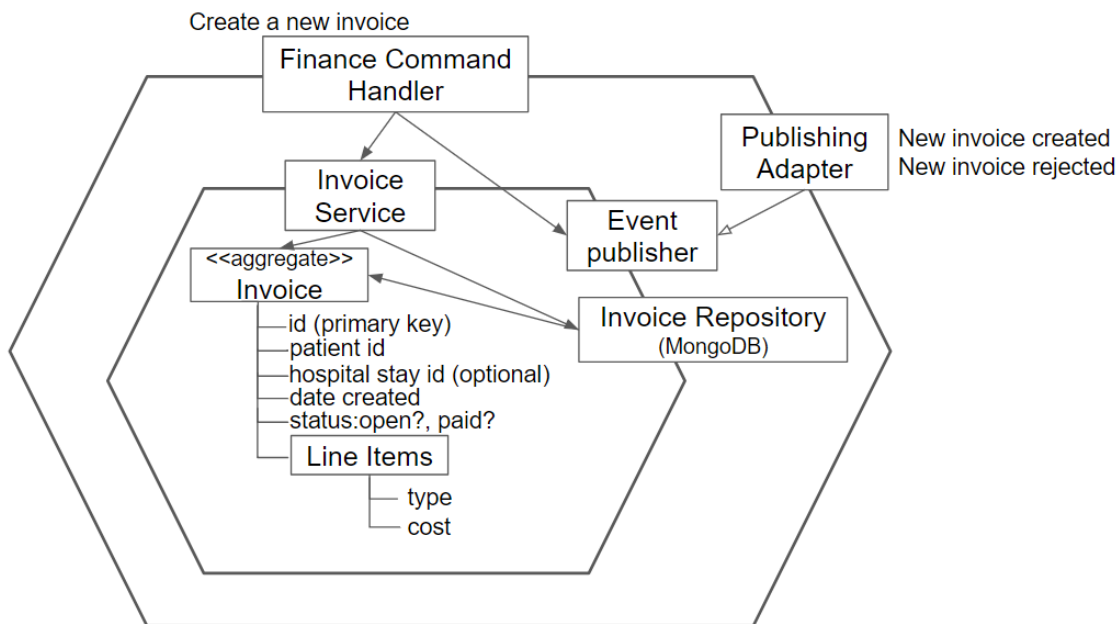 Create a new invoice
Finance Command
Handler
Publishing
Adapter
New invoice created
New invoice rejected
Invoice
Service
Event
publisher
<<aggregate>>
Invoice
Invoice Repository
(MongoDB)
id (primary key)
patient id
hospital stay id (optional)
date created
status:open?, paid?
Line Items
type
cost